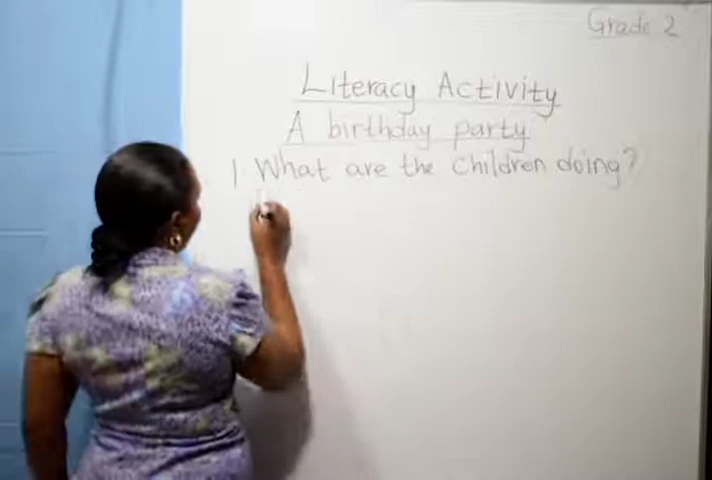 Grade 2
Literacy Activity
A birthday party
1 What are the children doing?